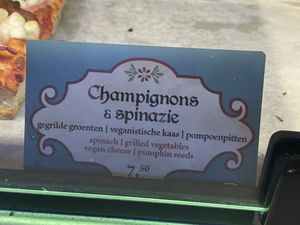 Champignons
& spinazie
gegrilde groenten | veganistische kaas | pompoenpitten
spinach | grilled vegetables
vegan cheese | pumpkin seeds
7,50